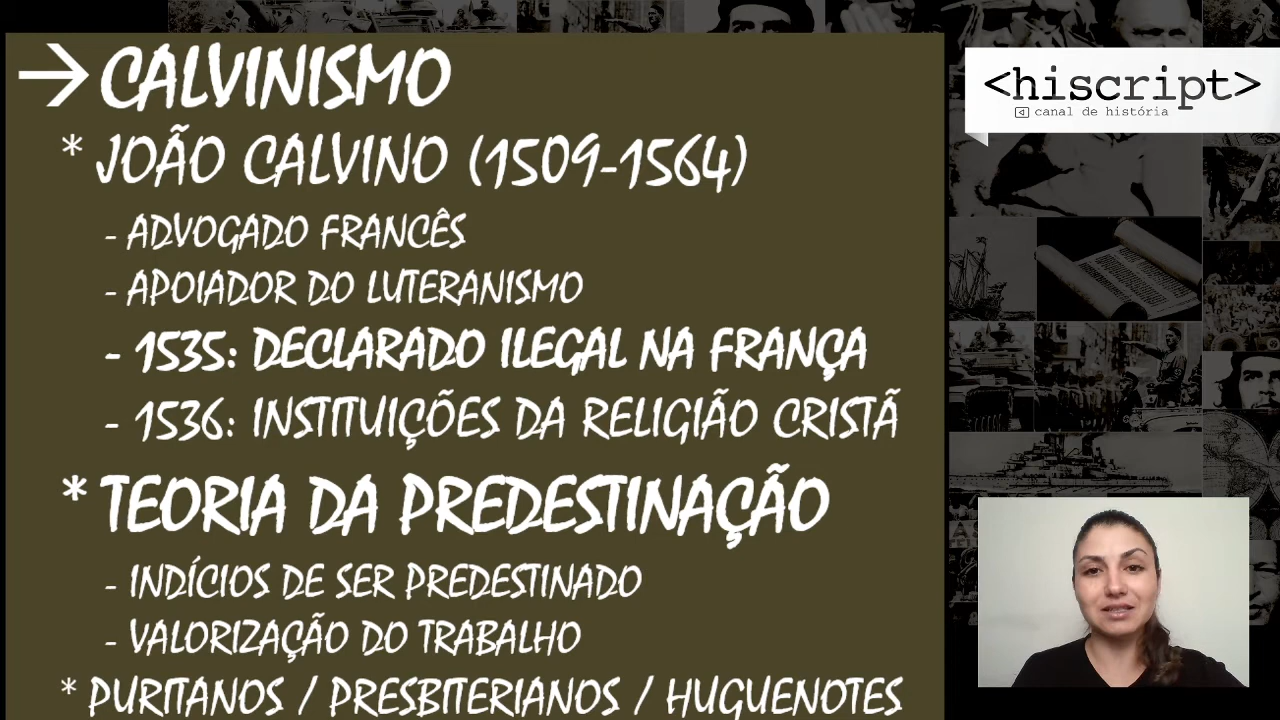 → CALVINISMO
* JOÃO CALVINO (1509-1564)
- ADVOGADO FRANCÊS
- APOIADOR DO LUTERANISMO
- 1535: DECLARADO ILEGAL NA FRANÇA
- 1536: INSTITUIÇÕES DA RELIGIÃO CRISTÃ
* TEORIA DA PREDESTINAÇÃO
- INDÍCIOS DE SER PREDESTINADO
- VALORIZAÇÃO DO TRABALHO
* PURITANOS / PRESBITERIANOS / HUGUENOTES
<hiscript>
canal de história